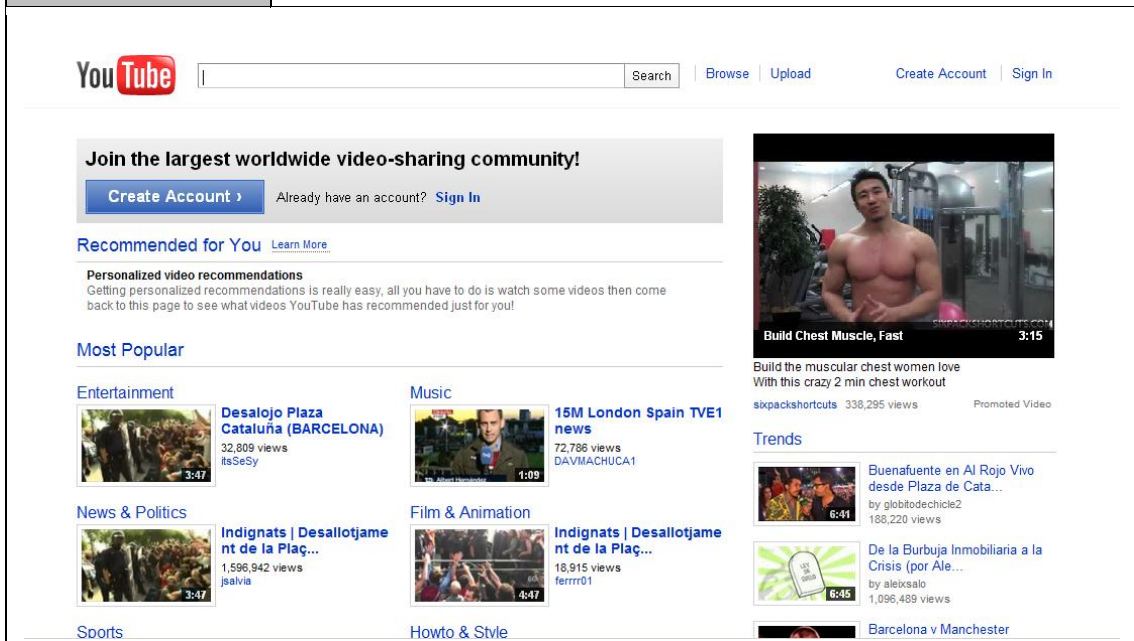 You Tube
Search
Browse
Upload
Create Account
Sign In
Join the largest worldwide video-sharing community!
Create Account ›
Already have an account? Sign In
Recommended for You Learn More
Personalized video recommendations
Getting personalized recommendations is really easy, all you have to do is watch some videos then come
back to this page to see what videos YouTube has recommended just for you!
Most Popular
Entertainment
3:47
Desalojo Plaza
Cataluña (BARCELONA)
32,809 views
itsSeSy
Music
1:09
15M London Spain TVE1
news
72,786 views
DAVMACHUCA1
News & Politics
3:47
Indignats | Desallotjame
nt de la Plaç...
1,596,942 views
jsalvia
Film & Animation
4:47
Indignats | Desallotjame
nt de la Plaç...
18,915 views
ferrrr01
Sports
Howto & Style
SIXPACKSHORTCUTS.COM
Build Chest Muscle, Fast
3:15
Build the muscular chest women love
With this crazy 2 min chest workout
sixpackshortcuts 338,295 views
Promoted Video
Trends
6:41
Buenafuente en Al Rojo Vivo
desde Plaza de Cata...
by globitodechicle2
188,220 views
6:45
De la Burbuja Inmobiliaria a la
Crisis (por Ale...
by aleixsalo
1,096,489 views
Barcelona v Manchester